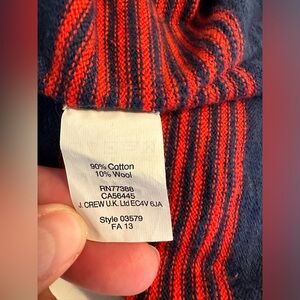 90% Cotton
10% Wool
RN77388
CA56445
J. CREW U.K. Ltd EC4V 6JA
Style 03579
FA 13